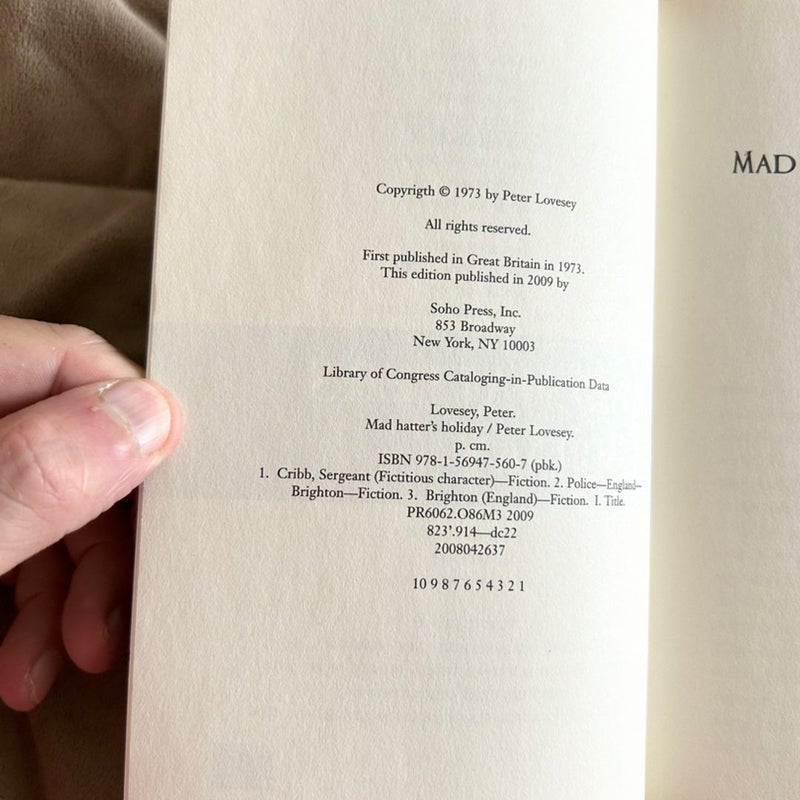 Copyrigth © 1973 by Peter Lovesey
All rights reserved.
First published in Great Britain in 1973.
This edition published in 2009 by
Soho Press, Inc.
853 Broadway
New York, NY 10003
Library of Congress Cataloging-in-Publication Data
Lovesey, Peter.
Mad hatter's holiday / Peter Lovesey.
p. cm.
ISBN 978-1-56947-560-7 (pbk.)
1. Cribb, Sergeant (Fictitious character)—Fiction. 2. Police—England—
Brighton—Fiction. 3. Brighton (England)—Fiction. I. Title.
PR6062.O86M3 2009
823'.914—dc22
2008042637
10 9 8 7 6 5 4 3 2 1
MAD